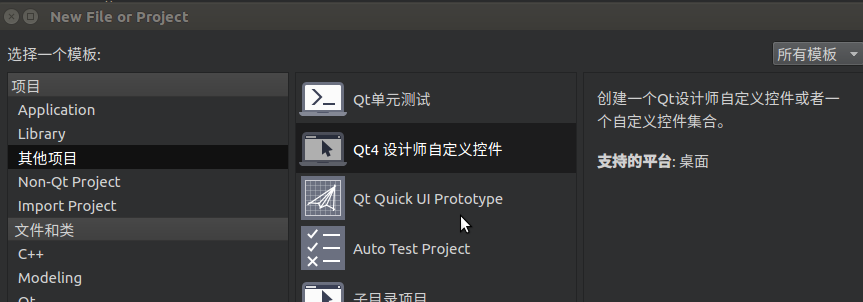 New File or Project
选择一个模板:
所有模板
项目
Application
Library
其他项目
Non-Qt Project
Import Project
文件和类
C++
Modeling
Qt
Qt单元测试
Qt4 设计师自定义控件
Qt Quick UI Prototype
Auto Test Project
子目录项目
创建一个Qt设计师自定义控件或者一
个自定义控件集合。
支持的平台: 桌面